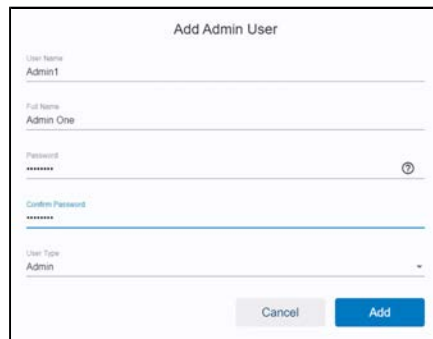 Add Admin User
User Name
Admin1
Full Name
Admin One
Password
••••••••
Confirm Password
••••••••
User Type
Admin
Cancel Add